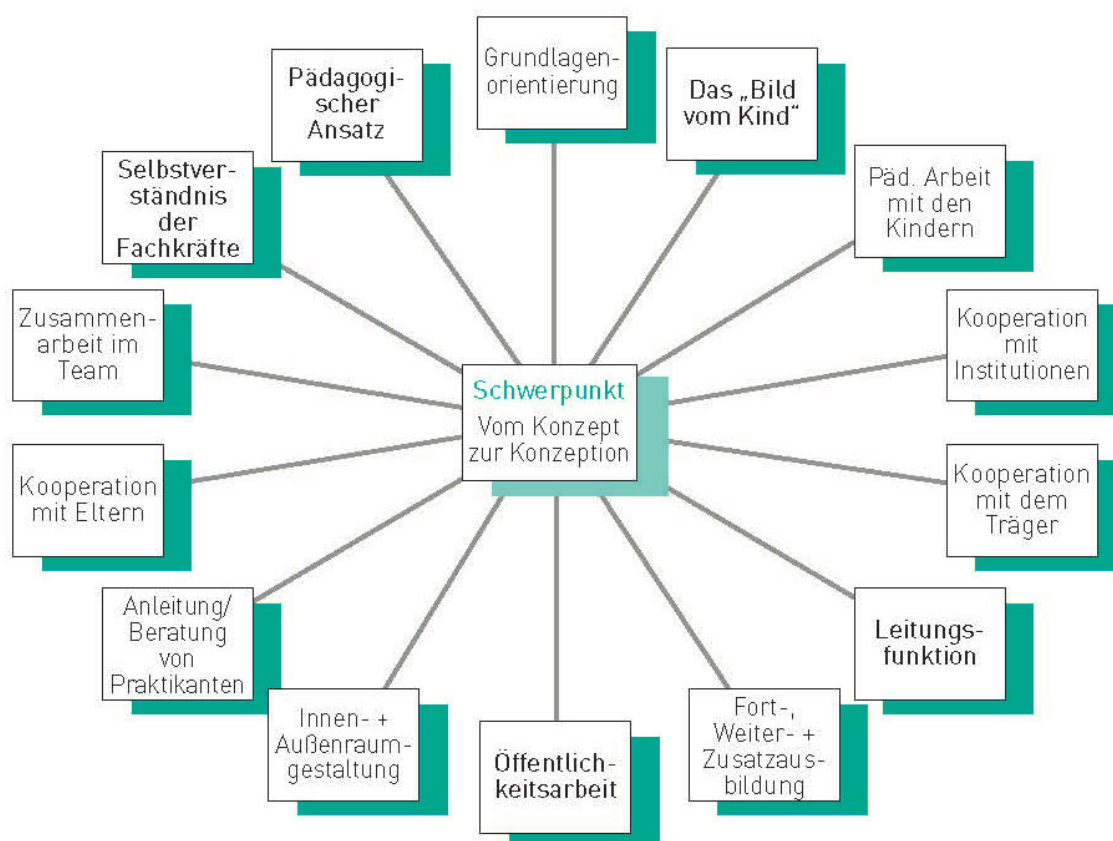 Grundlagen-
orientierung
Das „Bild
vom Kind“
Päd. Arbeit
mit den
Kindern
Kooperation
mit
Institutionen
Kooperation
mit dem
Träger
Leitungs-
funktion
Fort-,
Weiter- +
Zusatzaus-
bildung
Öffentlich-
keitsarbeit
Innen- +
Außenraum-
gestaltung
Anleitung/
Beratung
von
Praktikanten
Kooperation
mit Eltern
Zusammen-
arbeit im
Team
Selbstver-
ständnis
der
Fachkräfte
Pädagogi-
scher
Ansatz
Schwerpunkt
Vom Konzept
zur Konzeption